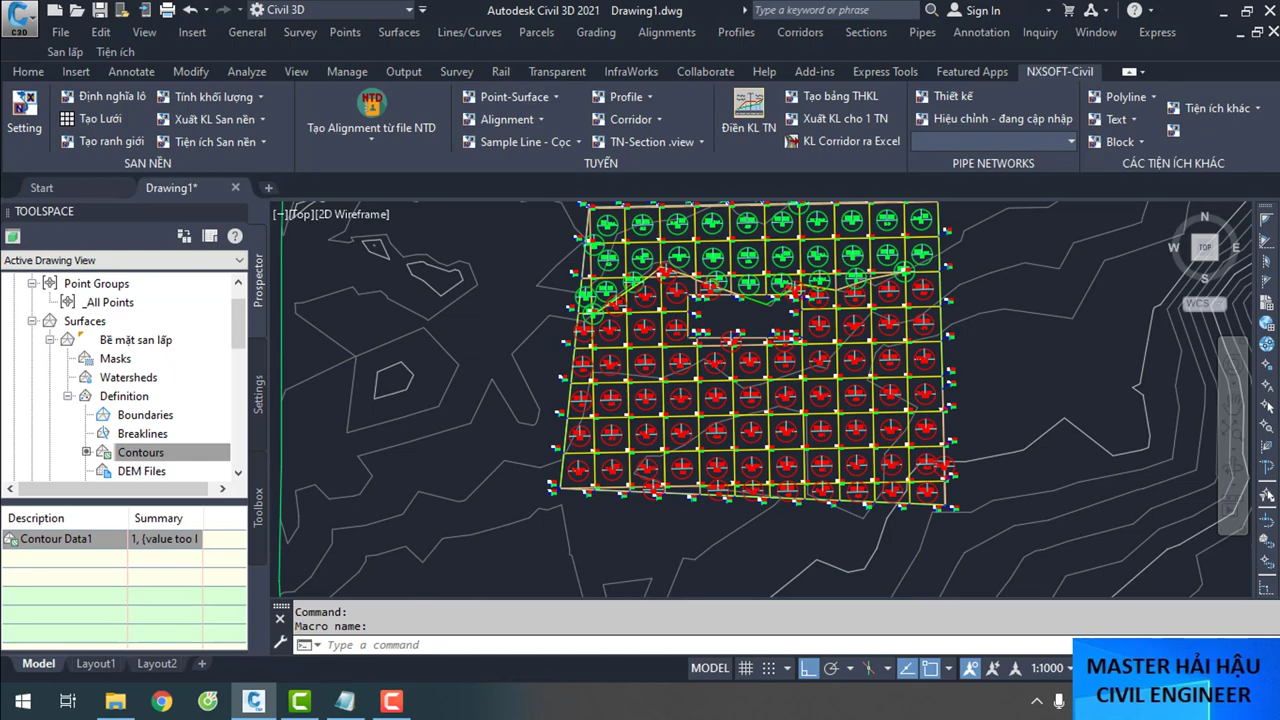 Civil 3D
Autodesk Civil 3D 2021 Drawing1.dwg
Type a keyword or phrase
Sign In
C3D
File Edit View Insert General Survey Points Surfaces Lines/Curves Parcels Grading Alignments Profiles Corridors Sections Pipes Annotation Inquiry Window Express
San lấp Tiện ích
Home Insert Annotate Modify Analyze View Manage Output Survey Rail Transparent InfraWorks Collaborate Help Add-ins Express Tools Featured Apps NXSOFT-Civil
Định nghĩa lô Tính khối lượng Point-Surface Profile Tạo bảng THKL Thiết kế Polyline
Tạo Lưới Xuất KL San nền Alignment Corridor Xuất KL cho 1 TN Hiệu chỉnh - đang cập nhập Text Tiện ích khác
Setting Tạo ranh giới Tiện ích San nền NTD Tạo Alignment từ file NTD Sample Line - Cọc TN-Section .view Điền KL TN KL Corridor ra Excel Block
SAN NỀN TUYẾN PIPE NETWORKS CÁC TIỆN ÍCH KHÁC
Start Drawing1*
TOOLSPACE
[−][Top][2D Wireframe]
Active Drawing View
Point Groups
_All Points
Surfaces
Bề mặt san lấp
Masks
Watersheds
Definition
Boundaries
Breaklines
Contours
DEM Files
Prospector
Settings
Toolbox
Description Summary
Contour Data1 1, {value too l
N
W TOP E
S
WCS
Command:
Macro name:
Type a command
Model Layout1 Layout2
MODEL 1:1000
MASTER HẢI HẬU
CIVIL ENGINEER